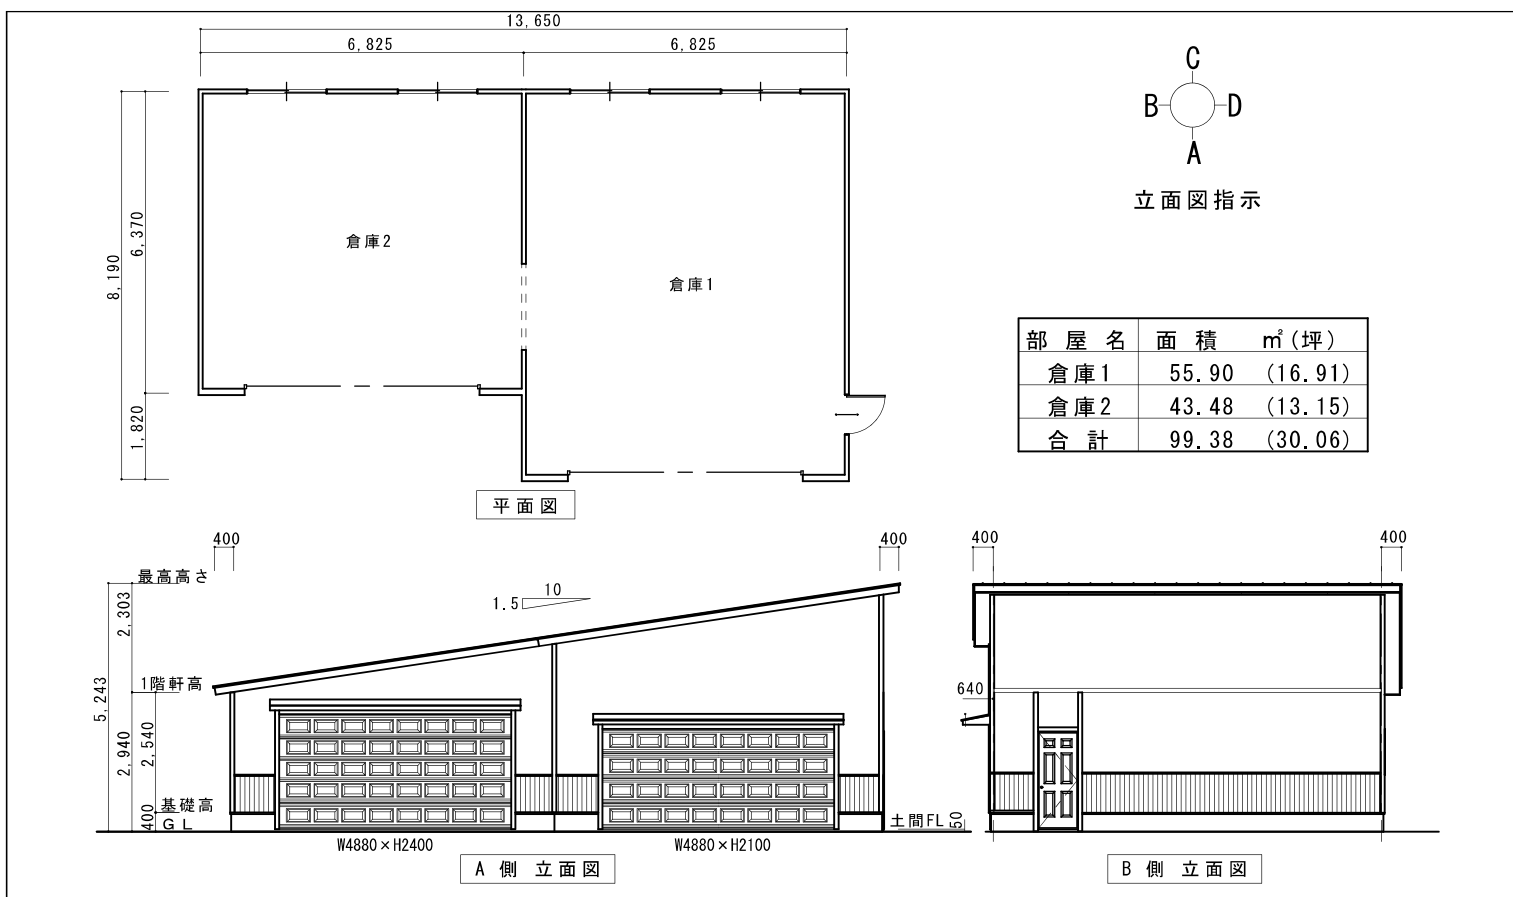 13,650
6,825
6,825
8,190
6,370
1,820
倉庫2
倉庫1
平面図
C
B D
A
立面図指示
部 屋 名 面 積 ㎡(坪)
倉庫1 55.90 (16.91)
倉庫2 43.48 (13.15)
合 計 99.38 (30.06)
400
400
最高高さ
10
1.5
2,303
1階軒高
5,243
2,940
2,540
400
基礎高
GL
土間FL
50
W4880×H2400
W4880×H2100
A 側 立面図
400
400
640
B 側 立面図